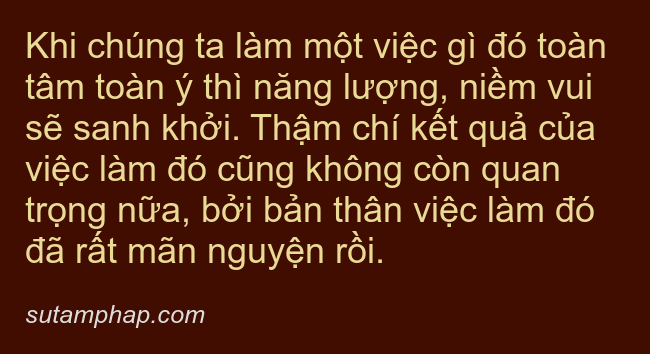 Khi chúng ta làm một việc gì đó toàn
tâm toàn ý thì năng lượng, niềm vui
sẽ sanh khởi. Thậm chí kết quả của
việc làm đó cũng không còn quan
trọng nữa, bởi bản thân việc làm đó
đã rất mãn nguyện rồi.
sutamphap.com